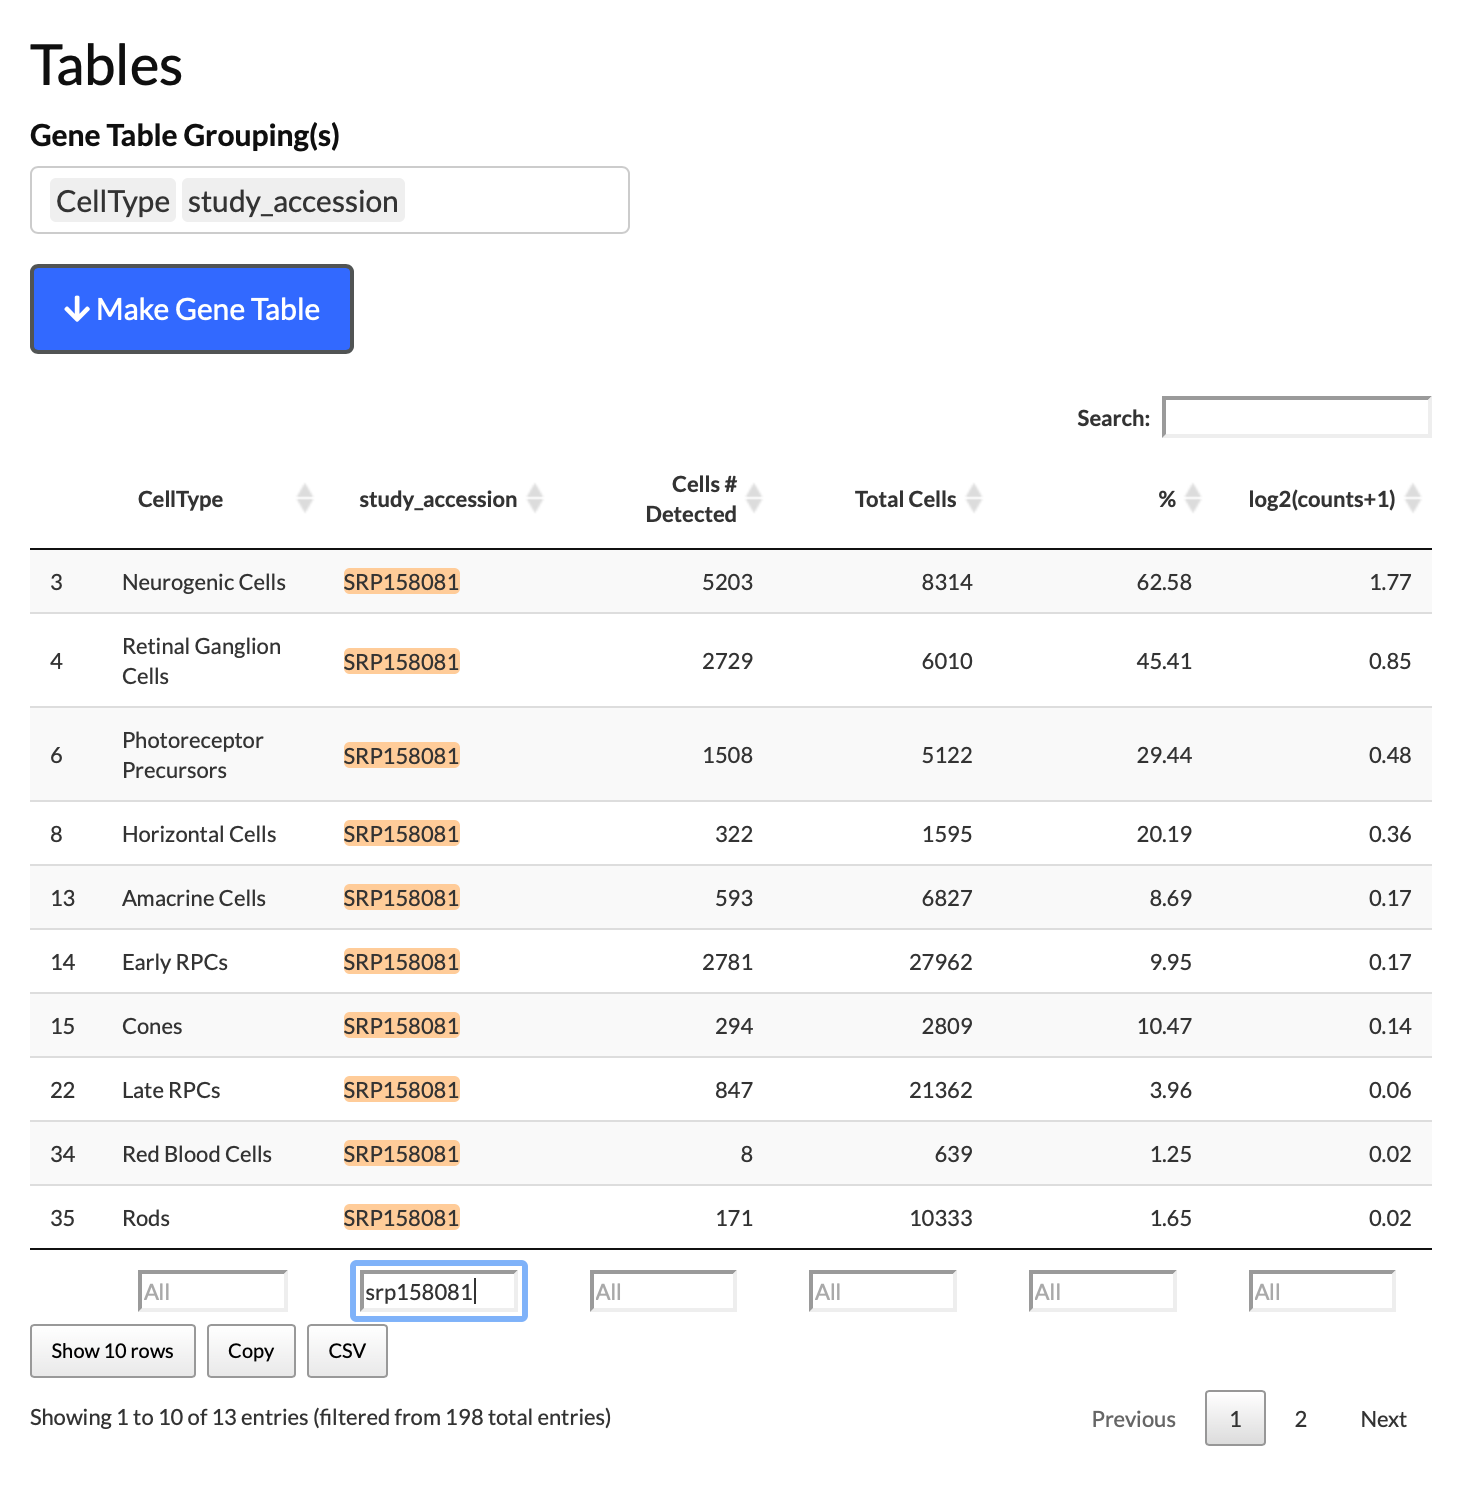 Tables
Gene Table Grouping(s)
CellType study_accession
Make Gene Table
Search:
CellType study_accession Cells # Detected Total Cells % log2(counts+1)
3 Neurogenic Cells SRP158081 5203 8314 62.58 1.77
4 Retinal Ganglion Cells SRP158081 2729 6010 45.41 0.85
6 Photoreceptor Precursors SRP158081 1508 5122 29.44 0.48
8 Horizontal Cells SRP158081 322 1595 20.19 0.36
13 Amacrine Cells SRP158081 593 6827 8.69 0.17
14 Early RPCs SRP158081 2781 27962 9.95 0.17
15 Cones SRP158081 294 2809 10.47 0.14
22 Late RPCs SRP158081 847 21362 3.96 0.06
34 Red Blood Cells SRP158081 8 639 1.25 0.02
35 Rods SRP158081 171 10333 1.65 0.02
All srp158081 All All All All
Show 10 rows Copy CSV
Showing 1 to 10 of 13 entries (filtered from 198 total entries) Previous 1 2 Next